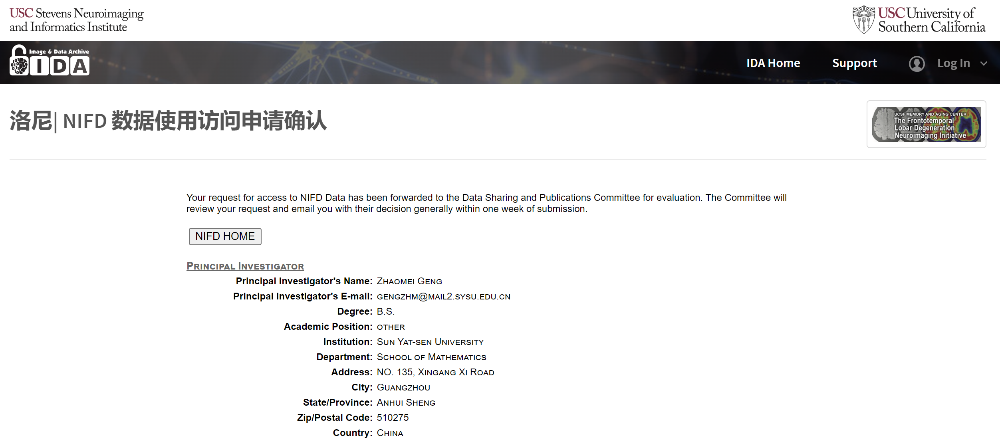 USC Stevens Neuroimaging
and Informatics Institute
USC University of
Southern California
Image & Data Archive
IDA
IDA Home
Support
Log In
洛尼| NIFD 数据使用访问申请确认
UCSF MEMORY AND AGING CENTER
The Frontotemporal
Lobar Degeneration
Neuroimaging Initiative
Your request for access to NIFD Data has been forwarded to the Data Sharing and Publications Committee for evaluation. The Committee will
review your request and email you with their decision generally within one week of submission.
NIFD HOME
PRINCIPAL INVESTIGATOR
Principal Investigator's Name: ZHAOMEI GENG
Principal Investigator's E-mail: GENGZHM@MAIL2.SYSU.EDU.CN
Degree: B.S.
Academic Position: OTHER
Institution: SUN YAT-SEN UNIVERSITY
Department: SCHOOL OF MATHEMATICS
Address: NO. 135, XINGANG XI ROAD
City: GUANGZHOU
State/Province: ANHUI SHENG
Zip/Postal Code: 510275
Country: CHINA